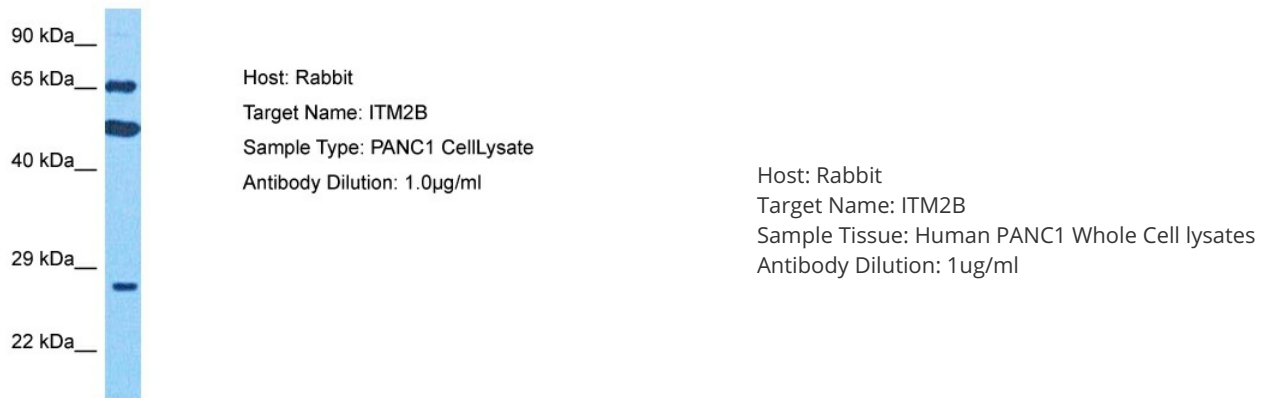 90 kDa__
65 kDa__
40 kDa__
29 kDa__
22 kDa__
Host: Rabbit
Target Name: ITM2B
Sample Type: PANC1 CellLysate
Antibody Dilution: 1.0µg/ml
Host: Rabbit
Target Name: ITM2B
Sample Tissue: Human PANC1 Whole Cell lysates
Antibody Dilution: 1ug/ml